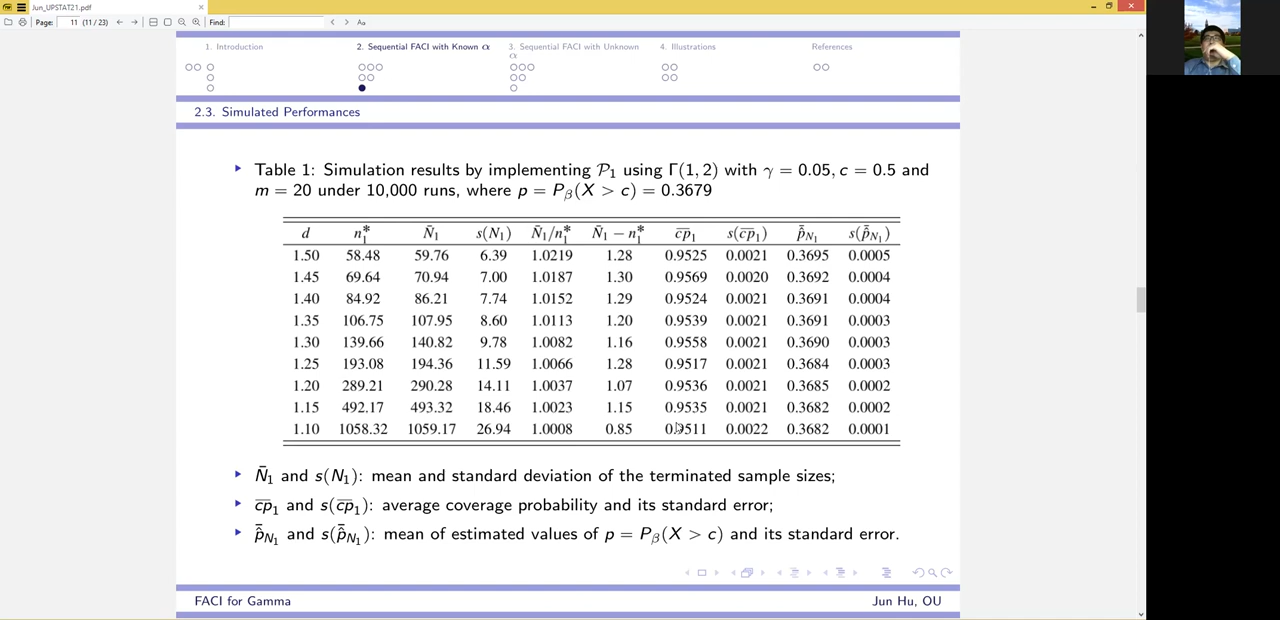 Jun_UPSTAT21.pdf
Page: 11 (11 / 23) Find: Aa
1. Introduction 2. Sequential FACI with Known α 3. Sequential FACI with Unknown α 4. Illustrations References
2.3. Simulated Performances
Table 1: Simulation results by implementing 𝒫₁ using Γ(1, 2) with γ = 0.05, c = 0.5 and
m = 20 under 10,000 runs, where p = P_β(X > c) = 0.3679
d n₁* N̄₁ s(N₁) N̄₁/n₁* N̄₁ − n₁* c̅p̅₁ s(c̅p̅₁) p̂̄_N₁ s(p̂̄_N₁)
1.50 58.48 59.76 6.39 1.0219 1.28 0.9525 0.0021 0.3695 0.0005
1.45 69.64 70.94 7.00 1.0187 1.30 0.9569 0.0020 0.3692 0.0004
1.40 84.92 86.21 7.74 1.0152 1.29 0.9524 0.0021 0.3691 0.0004
1.35 106.75 107.95 8.60 1.0113 1.20 0.9539 0.0021 0.3691 0.0003
1.30 139.66 140.82 9.78 1.0082 1.16 0.9558 0.0021 0.3690 0.0003
1.25 193.08 194.36 11.59 1.0066 1.28 0.9517 0.0021 0.3684 0.0003
1.20 289.21 290.28 14.11 1.0037 1.07 0.9536 0.0021 0.3685 0.0002
1.15 492.17 493.32 18.46 1.0023 1.15 0.9535 0.0021 0.3682 0.0002
1.10 1058.32 1059.17 26.94 1.0008 0.85 0.9511 0.0022 0.3682 0.0001
N̄₁ and s(N₁): mean and standard deviation of the terminated sample sizes;
c̅p̅₁ and s(c̅p̅₁): average coverage probability and its standard error;
p̂̄_N₁ and s(p̂̄_N₁): mean of estimated values of p = P_β(X > c) and its standard error.
FACI for Gamma Jun Hu, OU